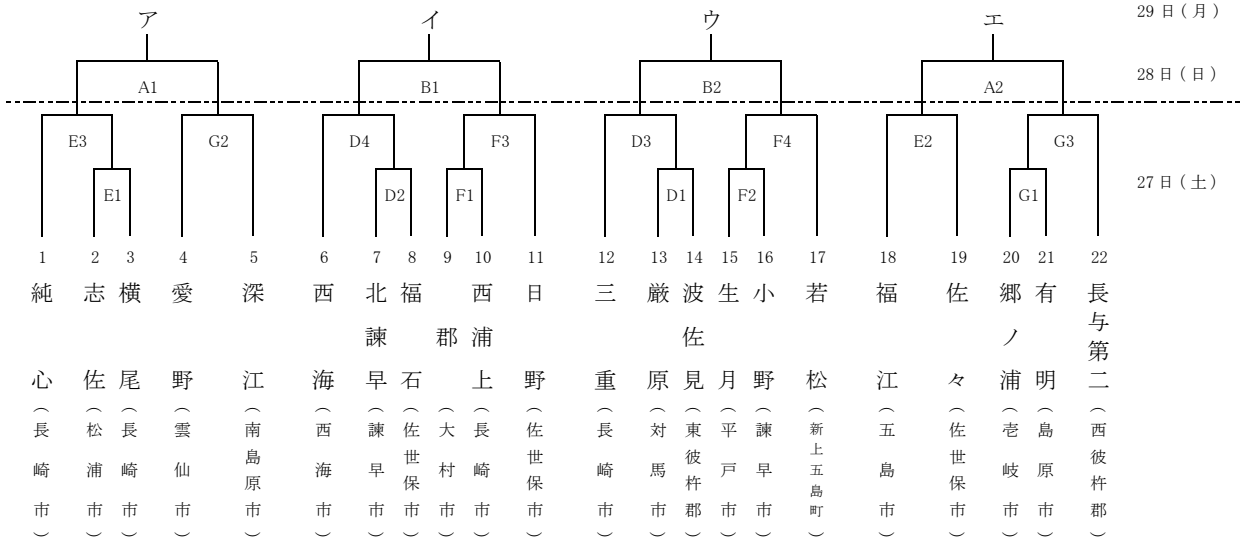 ア イ ウ エ 29日(月)
A1 B1 B2 A2 28日(日)
E3 G2 D4 F3 D3 F4 E2 G3
E1 D2 F1 D1 F2 G1 27日(土)
1 2 3 4 5 6 7 8 9 10 11 12 13 14 15 16 17 18 19 20 21 22
純心(長崎市)
志佐(松浦市)
横尾(長崎市)
愛野(雲仙市)
深江(南島原市)
西海(西海市)
北諫早(諫早市)
福石(佐世保市)
郡(大村市)
西浦上(長崎市)
日野(佐世保市)
三重(長崎市)
厳原(対馬市)
波佐見(東彼杵郡)
生月(平戸市)
小野(諫早市)
若松(新上五島町)
福江(五島市)
佐々(佐世保市)
郷ノ浦(壱岐市)
有明(島原市)
長与第二(西彼杵郡)